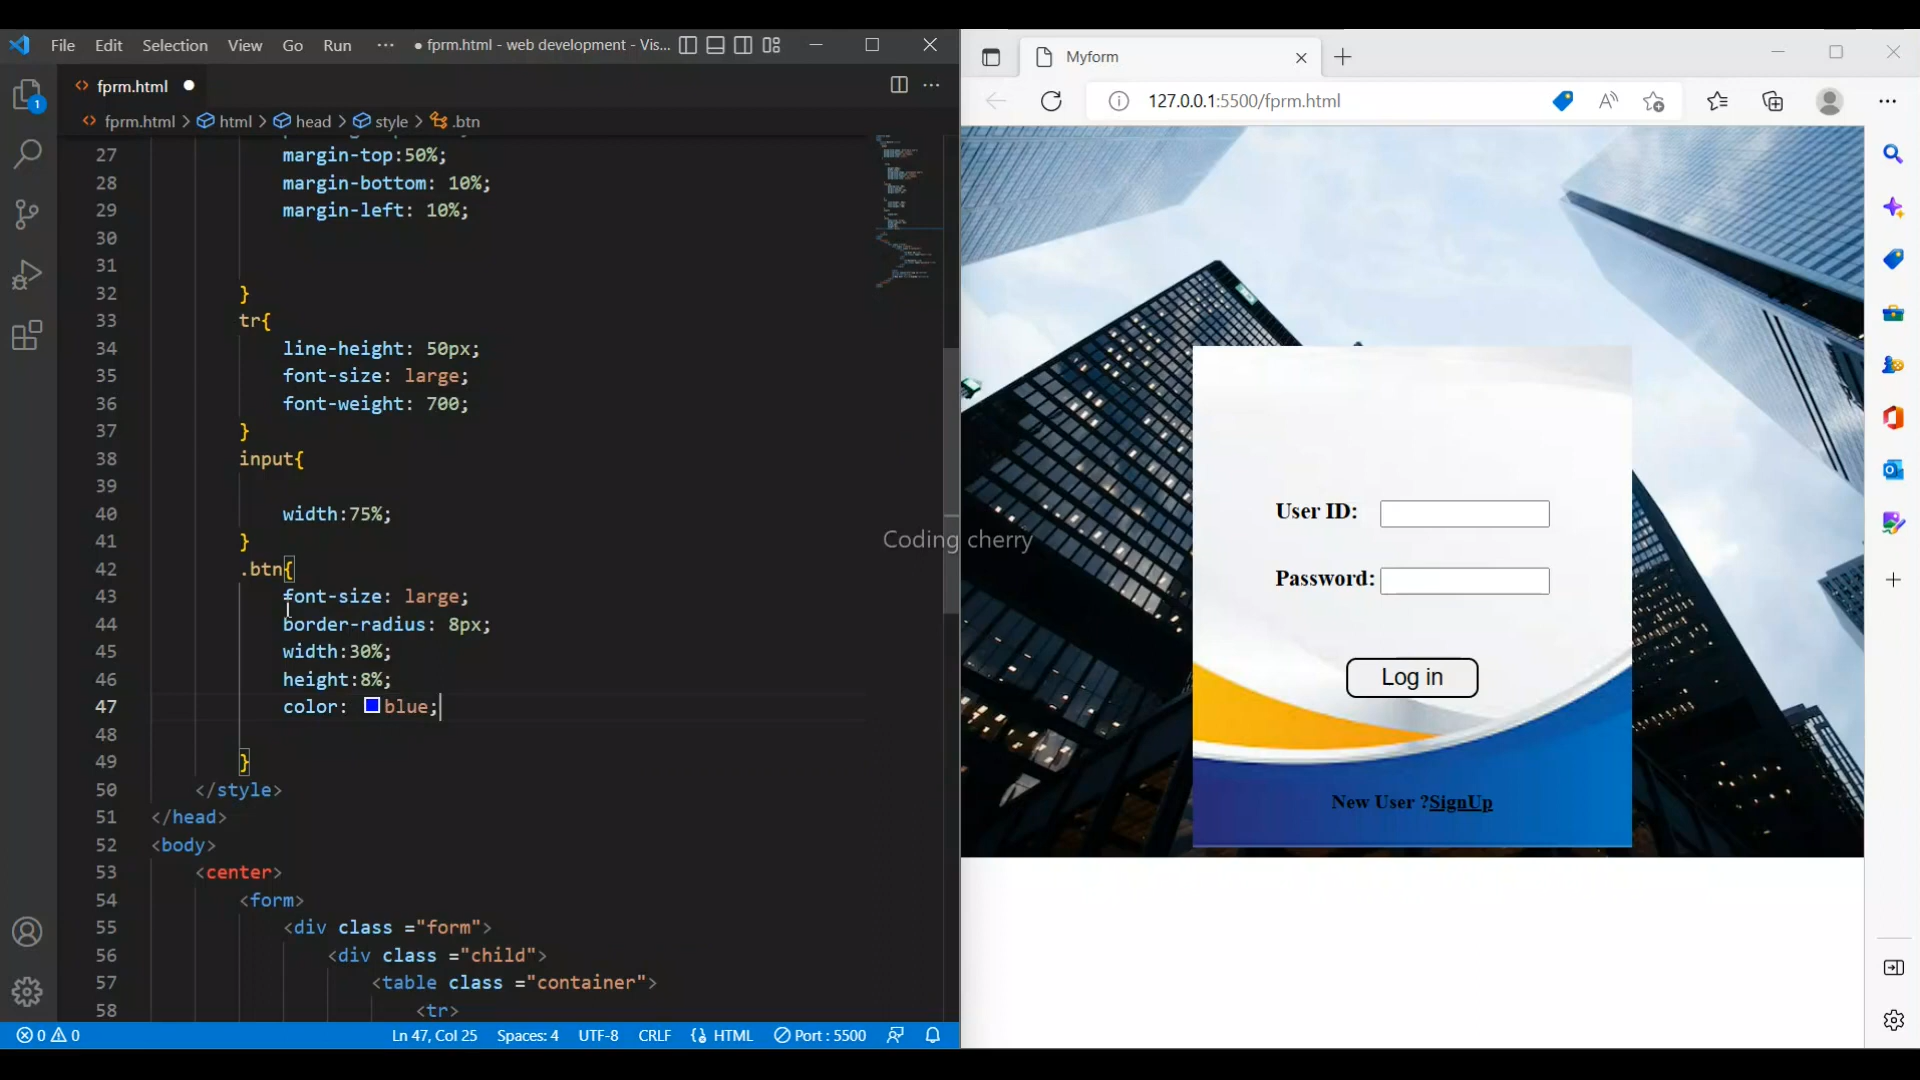 File Edit Selection View Go Run ··· ● fprm.html - web development - Vis...
fprm.html
fprm.html > html > head > style > .btn
27 margin-top:50%;
28 margin-bottom: 10%;
29 margin-left: 10%;
30
31
32 }
33 tr{
34 line-height: 50px;
35 font-size: large;
36 font-weight: 700;
37 }
38 input{
39
40 width:75%;
41 }
42 .btn{
43 font-size: large;
44 border-radius: 8px;
45 width:30%;
46 height:8%;
47 color: blue;
48
49 }
50 </style>
51 </head>
52 <body>
53 <center>
54 <form>
55 <div class ="form">
56 <div class ="child">
57 <table class ="container">
58 <tr>
1
0 0 Ln 47, Col 25 Spaces: 4 UTF-8 CRLF HTML Port : 5500
Coding cherry
Myform
127.0.0.1:5500/fprm.html
User ID:
Password:
Log in
New User ?SignUp